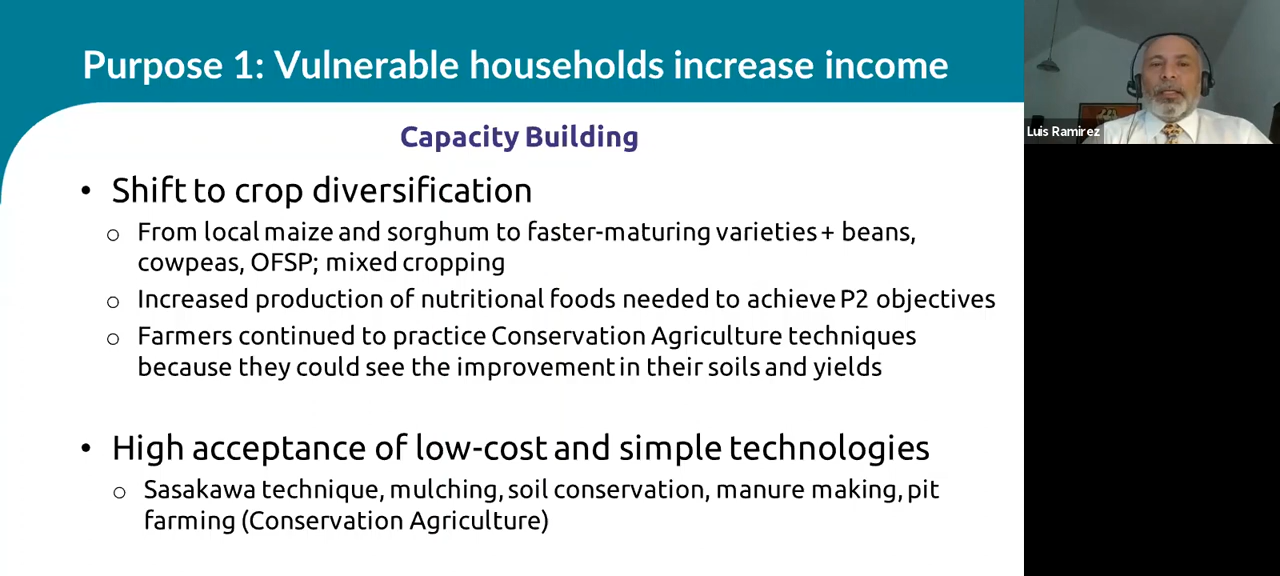 Purpose 1: Vulnerable households increase income
Luis Ramirez
Capacity Building
• Shift to crop diversification
o From local maize and sorghum to faster-maturing varieties + beans,
cowpeas, OFSP; mixed cropping
o Increased production of nutritional foods needed to achieve P2 objectives
o Farmers continued to practice Conservation Agriculture techniques
because they could see the improvement in their soils and yields
• High acceptance of low-cost and simple technologies
o Sasakawa technique, mulching, soil conservation, manure making, pit
farming (Conservation Agriculture)